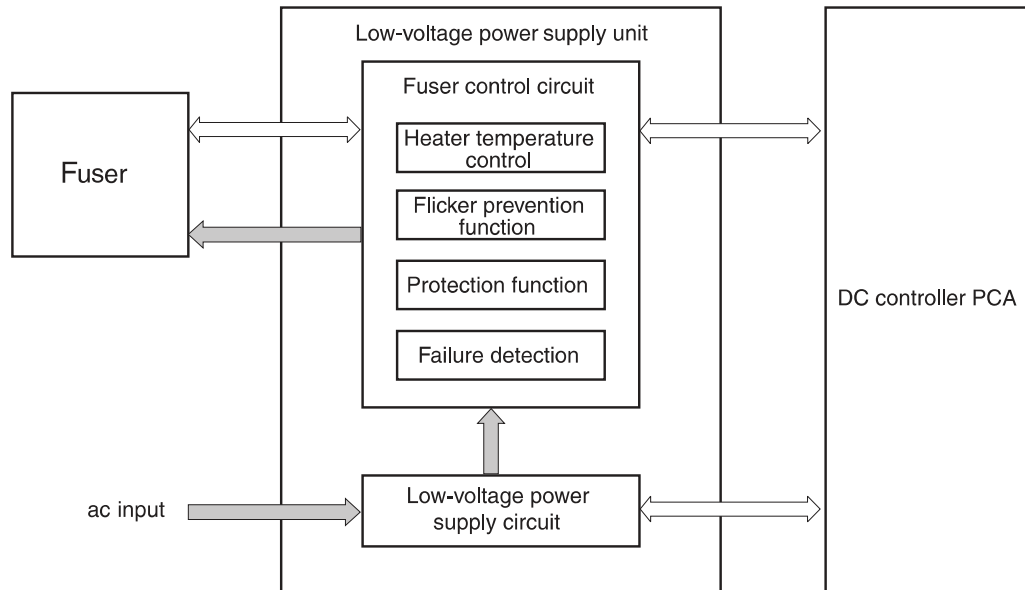 Low-voltage power supply unit
Fuser control circuit
Heater temperature
control
Fuser
Flicker prevention
function
Protection function
DC controller PCA
Failure detection
ac input
Low-voltage power
supply circuit